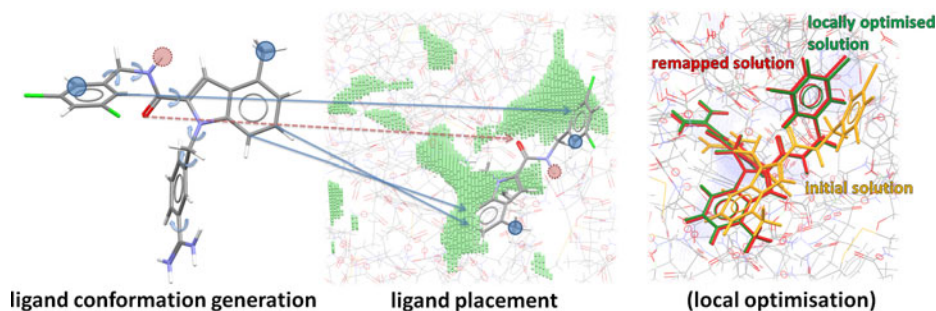 locally optimised
solution
remapped solution
initial solution
ligand conformation generation
ligand placement
(local optimisation)